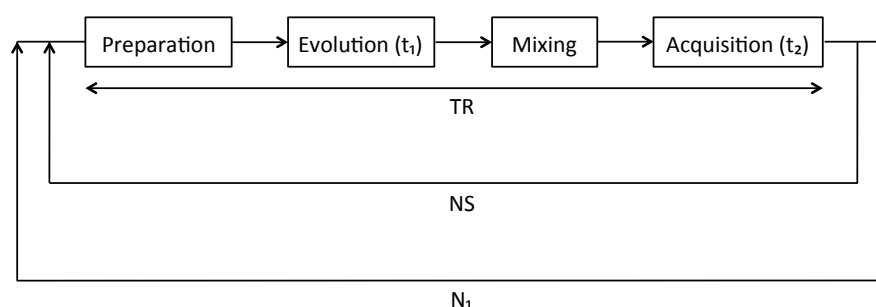 Preparation
Evolution (t₁)
Mixing
Acquisition (t₂)
TR
NS
N₁